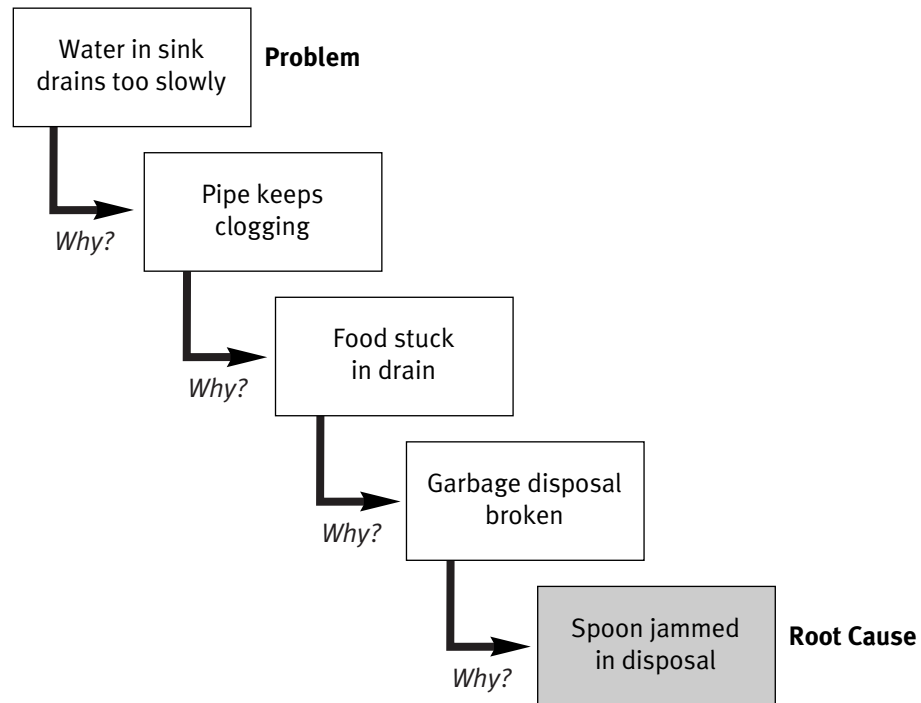 Water in sink
drains too slowly
Problem
Why?
Pipe keeps
clogging
Why?
Food stuck
in drain
Why?
Garbage disposal
broken
Why?
Spoon jammed
in disposal
Root Cause